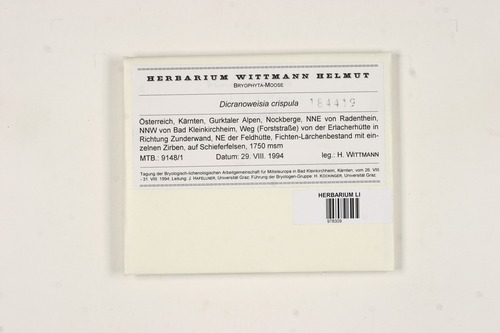 HERBARIUM WITTMANN HELMUT
BRYOPHYTA-MOOSE
Dicranoweisia crispula 184419
Österreich, Kärnten, Gurktaler Alpen, Nockberge, NNE von Radenthein,
NNW von Bad Kleinkirchheim, Weg (Forststraße) von der Erlacherhütte in
Richtung Zunderwand, NE der Feldhütte, Fichten-Lärchenbestand mit ein-
zelnen Zirben, auf Schieferfelsen, 1750 msm
MTB.: 9148/1 Datum: 29. VIII. 1994 leg.: H. WITTMANN
Tagung der Bryologisch-lichenologischen Arbeitsgemeinschaft für Mitteleuropa in Bad Kleinkirchheim, Kärnten, vom 26. VIII
- 31. VIII. 1994. Leitung: J. HAFELLNER, Universität Graz; Führung der Bryologen-Gruppe: H. KÖCKINGER, Universität Graz
HERBARIUM LI